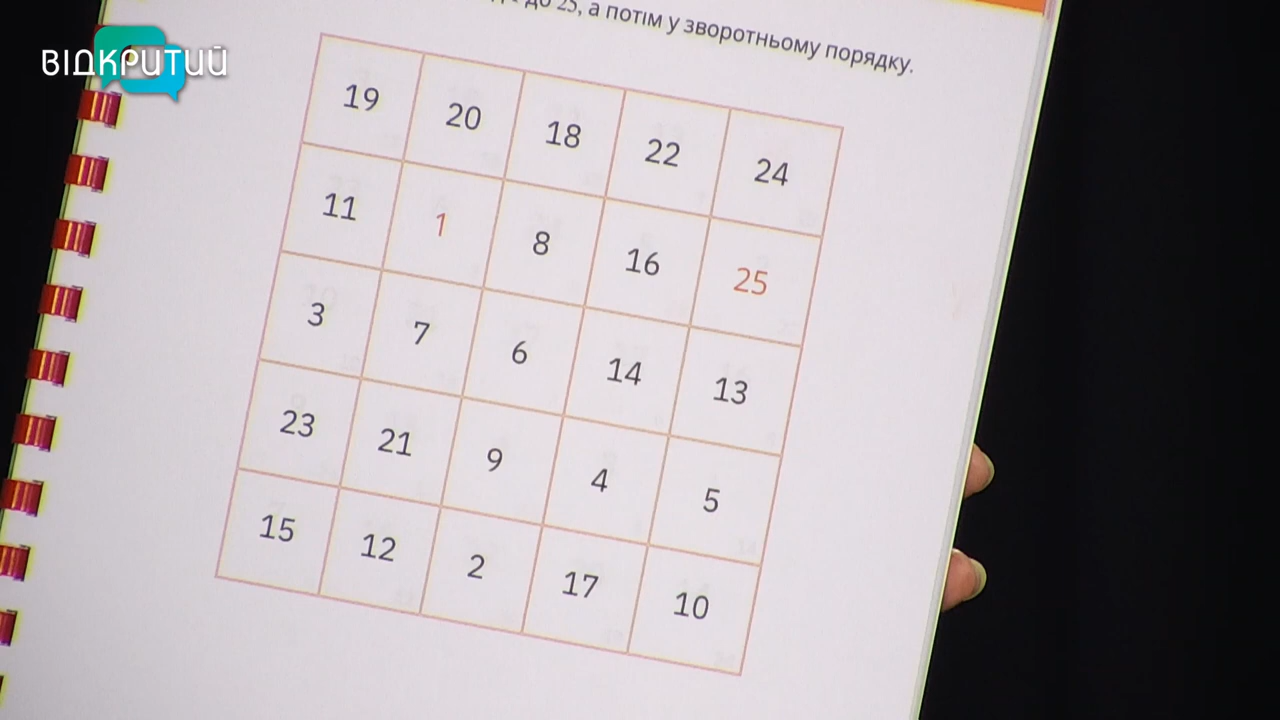 ВІДКРИТИЙ
до 25, а потім у зворотньому порядку.
19 20 18 22 24
11 1 8 16 25
3 7 6 14 13
23 21 9 4 5
15 12 2 17 10